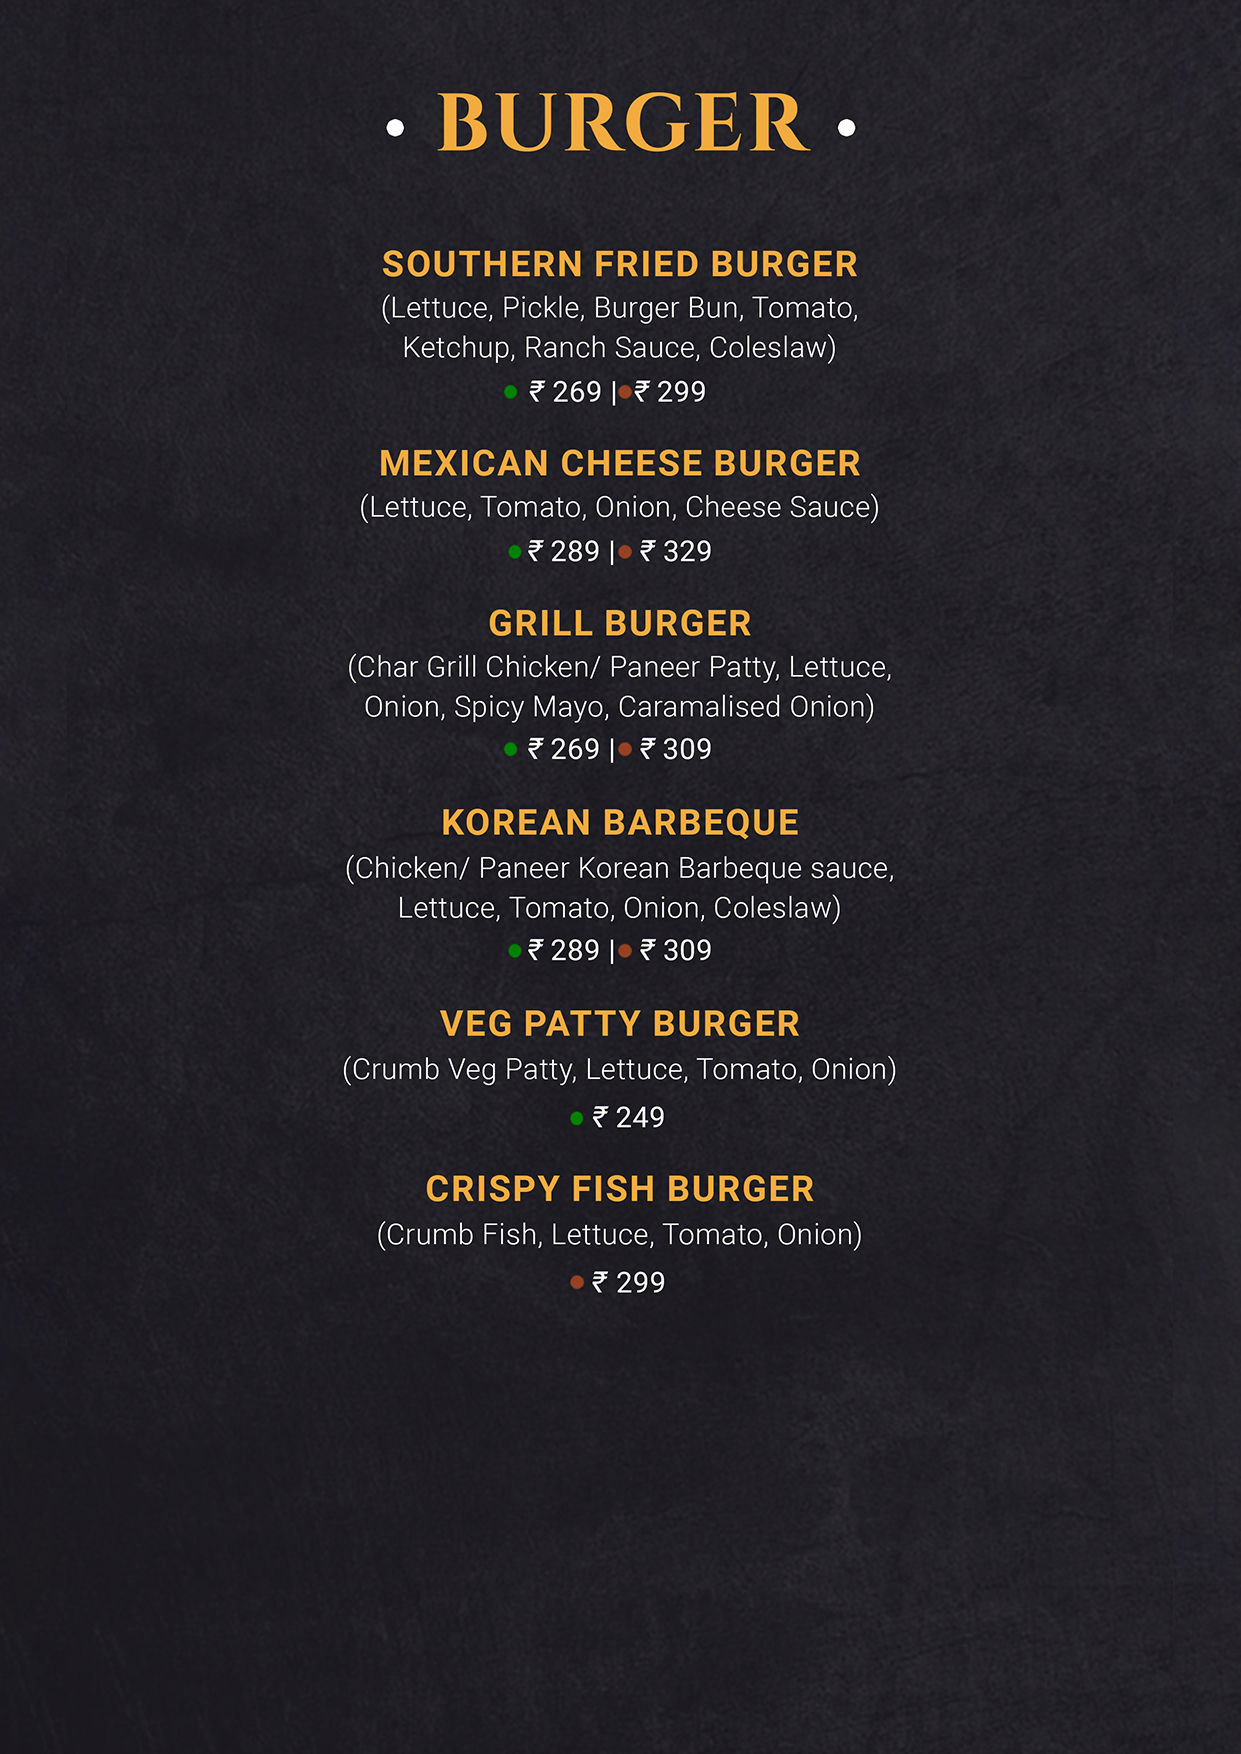 • BURGER •
SOUTHERN FRIED BURGER
(Lettuce, Pickle, Burger Bun, Tomato,
Ketchup, Ranch Sauce, Coleslaw)
● ₹ 269 |● ₹ 299
MEXICAN CHEESE BURGER
(Lettuce, Tomato, Onion, Cheese Sauce)
● ₹ 289 |● ₹ 329
GRILL BURGER
(Char Grill Chicken/ Paneer Patty, Lettuce,
Onion, Spicy Mayo, Caramalised Onion)
● ₹ 269 |● ₹ 309
KOREAN BARBEQUE
(Chicken/ Paneer Korean Barbeque sauce,
Lettuce, Tomato, Onion, Coleslaw)
● ₹ 289 |● ₹ 309
VEG PATTY BURGER
(Crumb Veg Patty, Lettuce, Tomato, Onion)
● ₹ 249
CRISPY FISH BURGER
(Crumb Fish, Lettuce, Tomato, Onion)
● ₹ 299